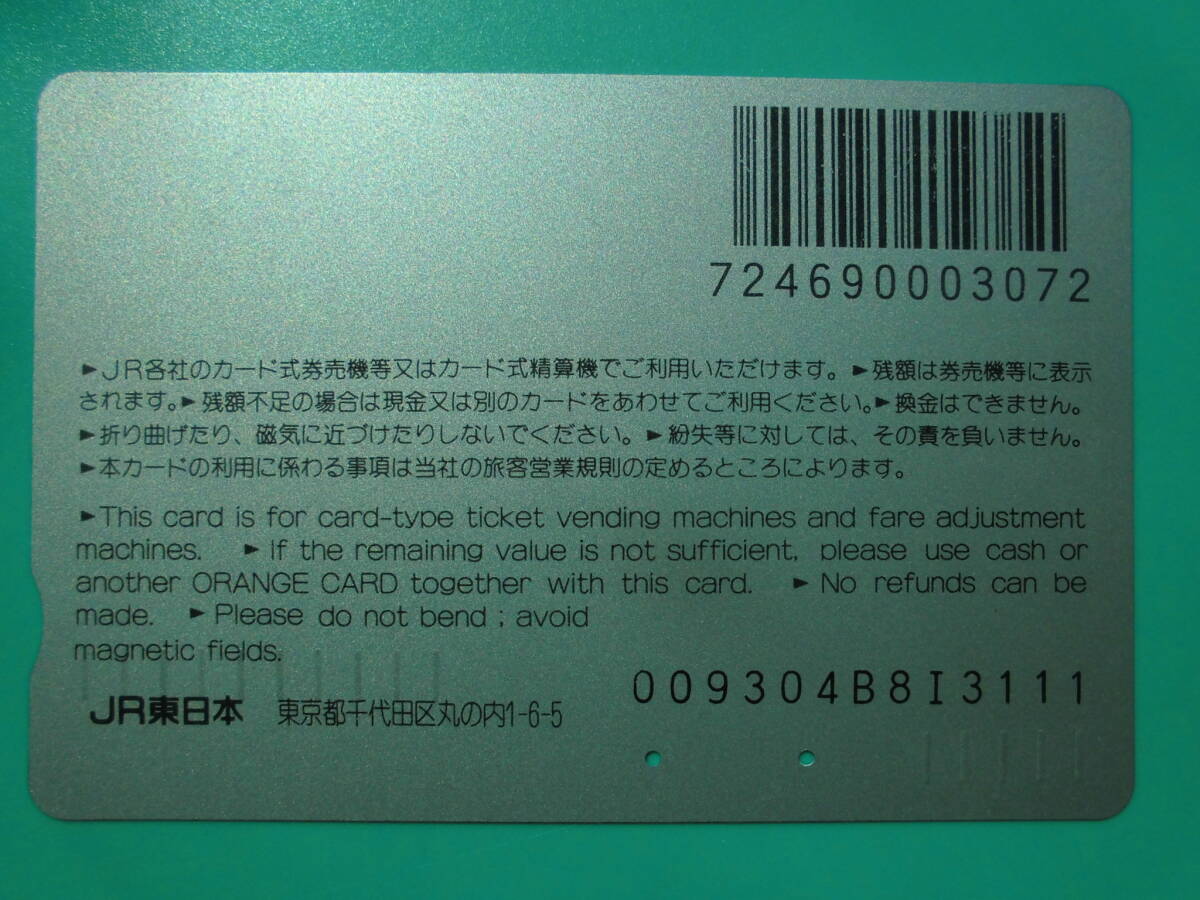 724690003072
►JR各社のカード式券売機等又はカード式精算機でご利用いただけます。►残額は券売機等に表示
されます。►残額不足の場合は現金又は別のカードをあわせてご利用ください。►換金はできません。
►折り曲げたり、磁気に近づけたりしないでください。►紛失等に対しては、その責を負いません。
►本カードの利用に係わる事項は当社の旅客営業規則の定めるところによります。
►This card is for card-type ticket vending machines and fare adjustment
machines. ►If the remaining value is not sufficient, please use cash or
another ORANGE CARD together with this card. ►No refunds can be
made. ►Please do not bend ; avoid
magnetic fields.
009304B8I3111
JR東日本 東京都千代田区丸の内1-6-5